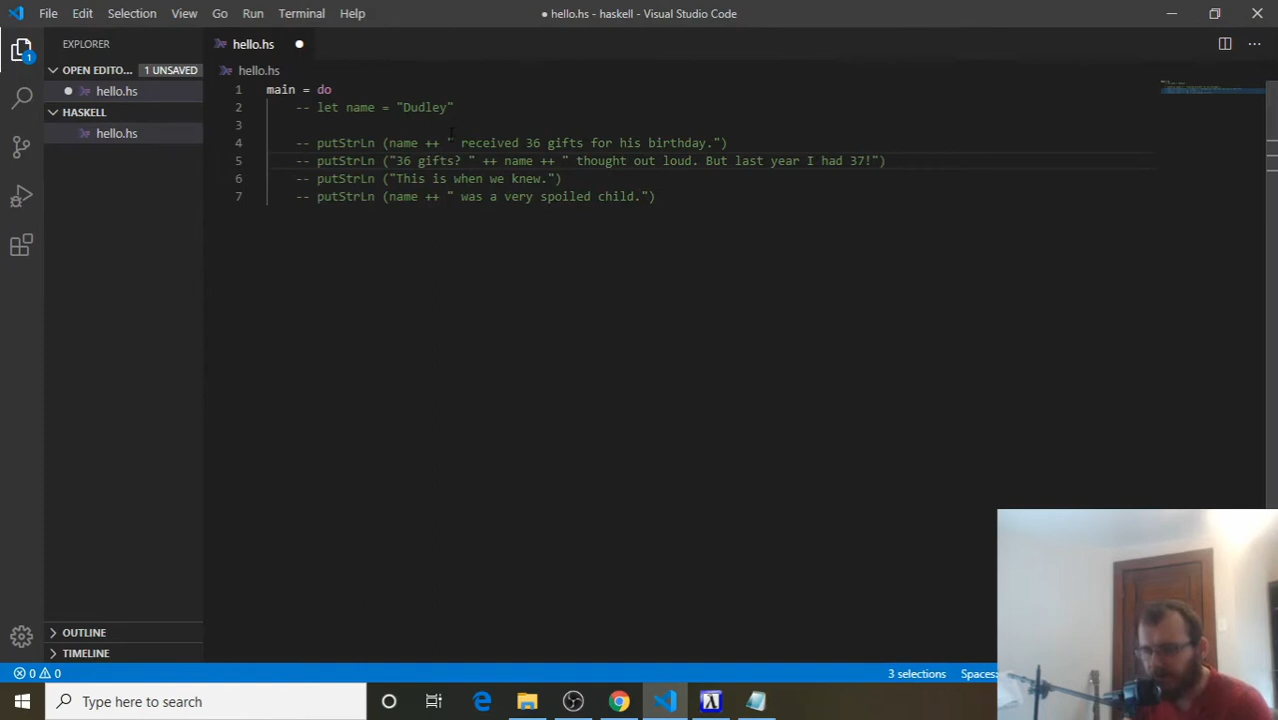 File Edit Selection View Go Run Terminal Help
● hello.hs - haskell - Visual Studio Code
EXPLORER
hello.hs ●
OPEN EDITO... 1 UNSAVED
hello.hs
● hello.hs
HASKELL
hello.hs
1 main = do
2 -- let name = "Dudley"
3
4 -- putStrLn (name ++ " received 36 gifts for his birthday.")
5 -- putStrLn ("36 gifts? " ++ name ++ " thought out loud. But last year I had 37!")
6 -- putStrLn ("This is when we knew.")
7 -- putStrLn (name ++ " was a very spoiled child.")
1
OUTLINE
TIMELINE
0 0
3 selections
Spaces:
Type here to search